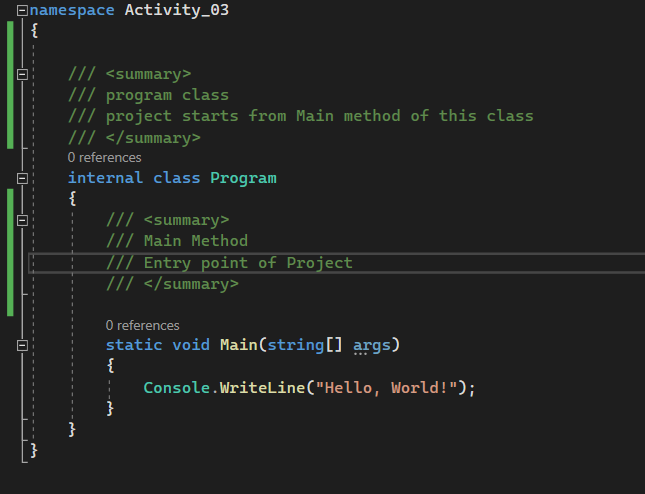 namespace Activity_03
{
/// <summary>
/// program class
/// project starts from Main method of this class
/// </summary>
0 references
internal class Program
{
/// <summary>
/// Main Method
/// Entry point of Project
/// </summary>
0 references
static void Main(string[] args)
{
Console.WriteLine("Hello, World!");
}
}
}